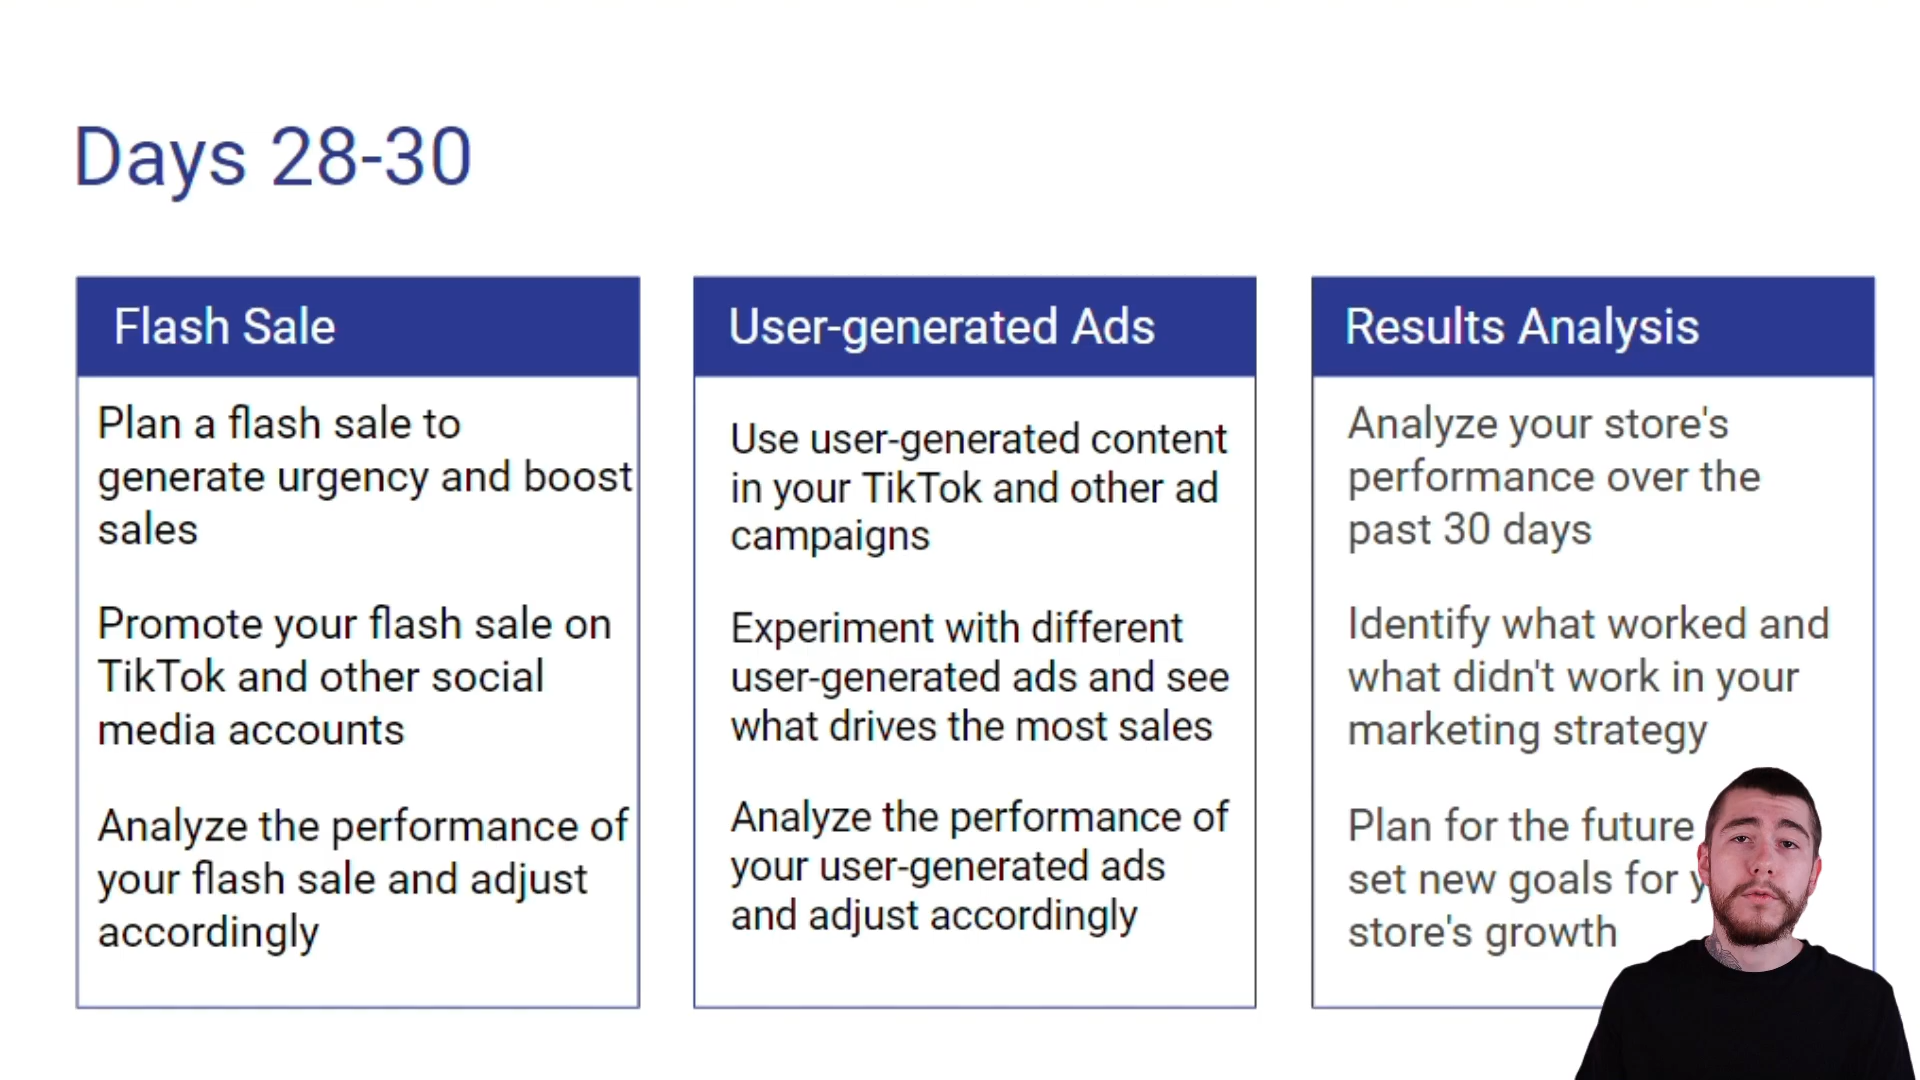 Days 28-30
Flash Sale
Plan a flash sale to
generate urgency and boost
sales
Promote your flash sale on
TikTok and other social
media accounts
Analyze the performance of
your flash sale and adjust
accordingly
User-generated Ads
Use user-generated content
in your TikTok and other ad
campaigns
Experiment with different
user-generated ads and see
what drives the most sales
Analyze the performance of
your user-generated ads
and adjust accordingly
Results Analysis
Analyze your store's
performance over the
past 30 days
Identify what worked and
what didn't work in your
marketing strategy
Plan for the future
set new goals for
store's growth